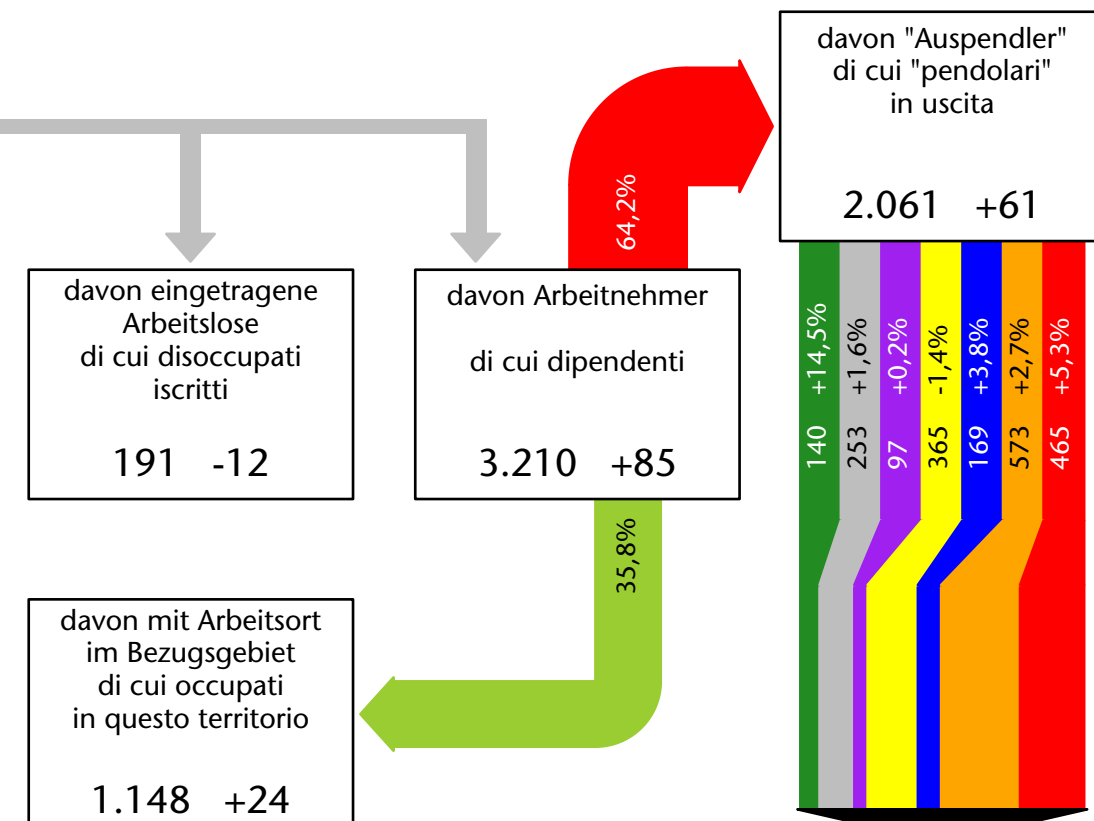 davon "Auspendler"
di cui "pendolari"
in uscita
2.061 +61
64,2%
davon eingetragene
Arbeitslose
di cui disoccupati
iscritti
191 -12
davon Arbeitnehmer
di cui dipendenti
3.210 +85
140 +14,5%
253 +1,6%
97 +0,2%
365 -1,4%
169 +3,8%
573 +2,7%
465 +5,3%
35,8%
davon mit Arbeitsort
im Bezugsgebiet
di cui occupati
in questo territorio
1.148 +24